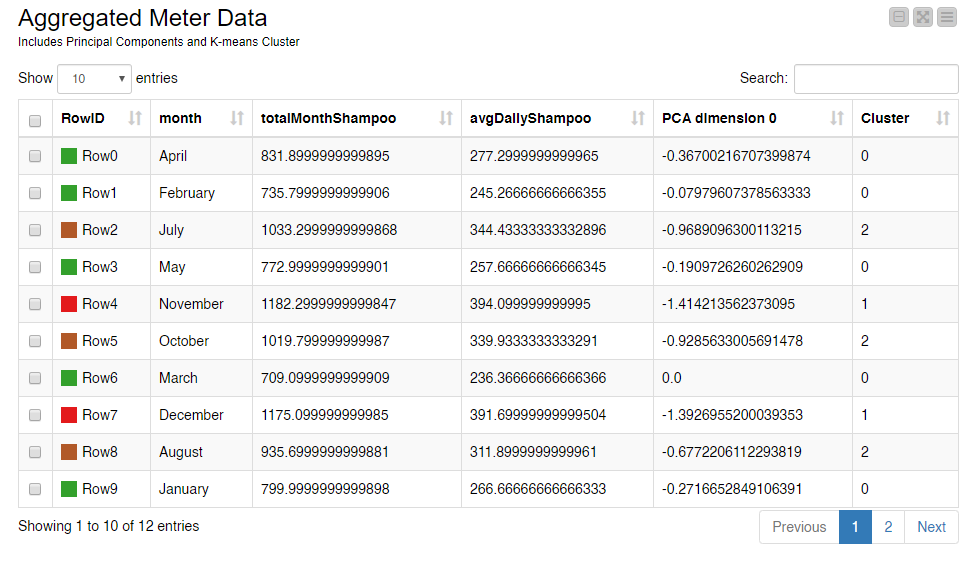 Aggregated Meter Data
Includes Principal Components and K-means Cluster
Show 10 entries Search:
RowID month totalMonthShampoo avgDailyShampoo PCA dimension 0 Cluster
Row0 April 831.8999999999895 277.2999999999965 -0.36700216707399874 0
Row1 February 735.7999999999906 245.26666666666355 -0.07979607378563333 0
Row2 July 1033.2999999999868 344.43333333332896 -0.9689096300113215 2
Row3 May 772.9999999999901 257.66666666666345 -0.1909726260262909 0
Row4 November 1182.2999999999847 394.099999999995 -1.414213562373095 1
Row5 October 1019.799999999987 339.9333333333291 -0.9285633005691478 2
Row6 March 709.0999999999909 236.36666666666366 0.0 0
Row7 December 1175.099999999985 391.69999999999504 -1.3926955200039353 1
Row8 August 935.6999999999881 311.8999999999961 -0.6772206112293819 2
Row9 January 799.9999999999898 266.66666666666333 -0.2716652849106391 0
Showing 1 to 10 of 12 entries Previous 1 2 Next